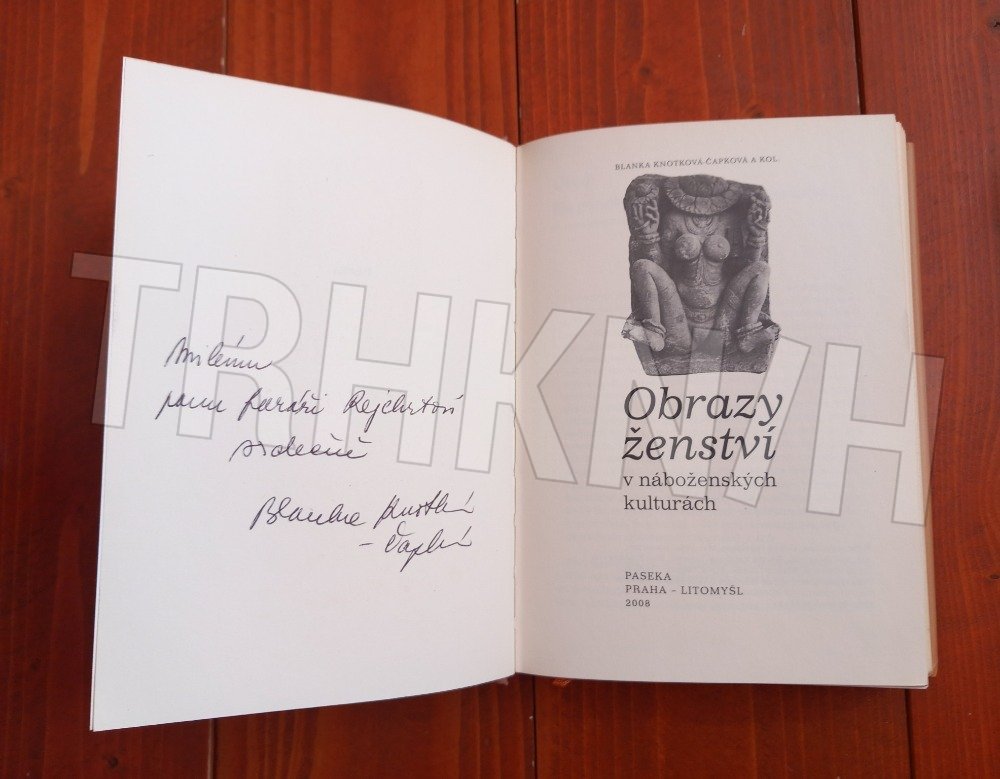 milému
panu faráři Rejchrtovi
srdečně
Blanka Knotková
-Čapková
BLANKA KNOTKOVÁ-ČAPKOVÁ A KOL.
Obrazy
ženství
v náboženských
kulturách
PASEKA
PRAHA – LITOMYŠL
2008
TRHKNIH